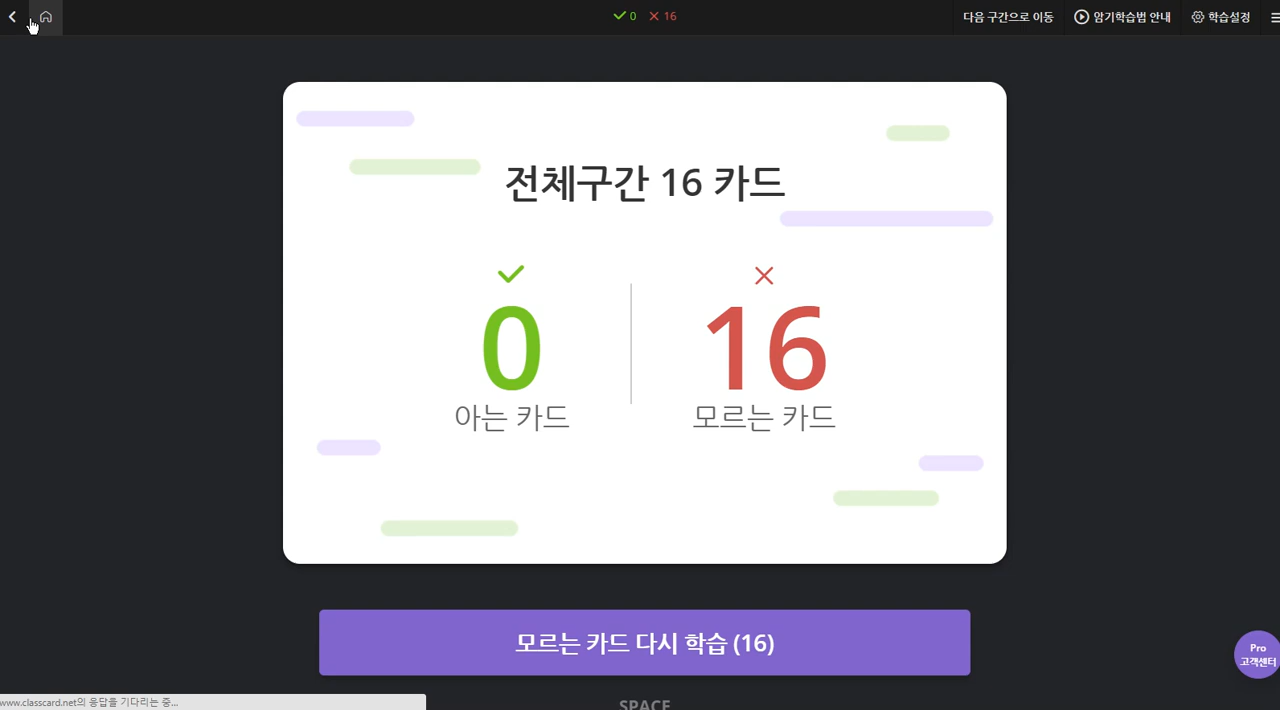 0 16 다음 구간으로 이동 암기학습법 안내 학습설정
전체구간 16 카드
0 16
아는 카드 모르는 카드
모르는 카드 다시 학습 (16)
Pro
고객센터
www.classcard.net의 응답을 기다리는 중...
SPACE